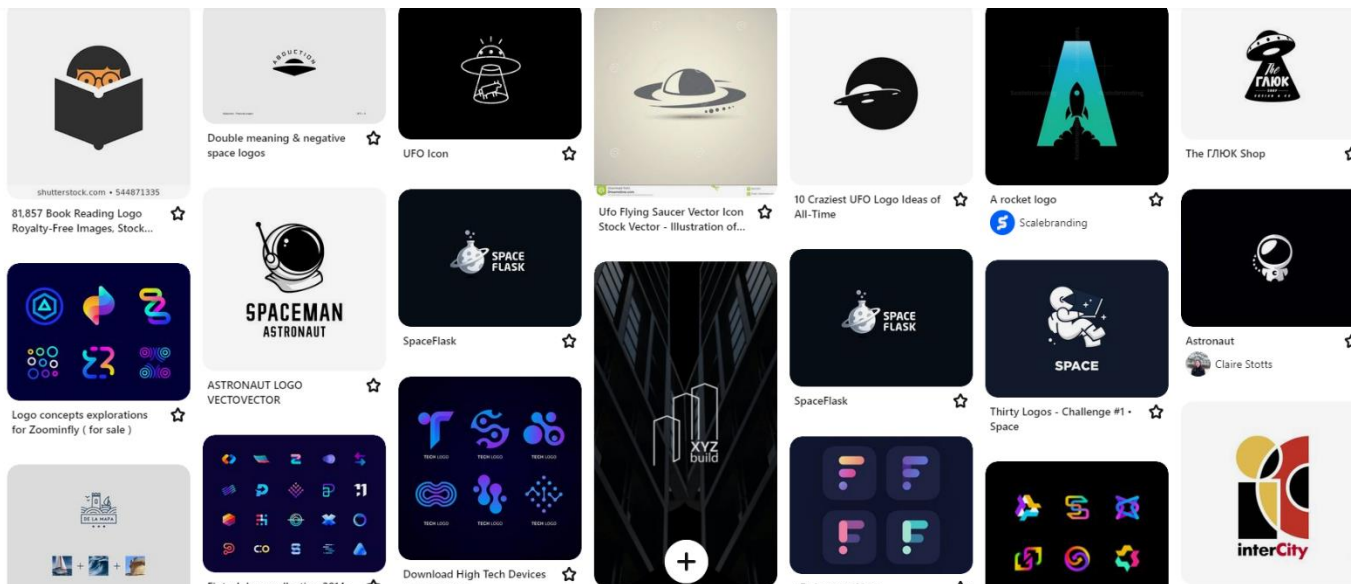 shutterstock.com • 544871335
81,857 Book Reading Logo
Royalty-Free Images, Stock...
Logo concepts explorations
for Zoominfly ( for sale )
DE LA MAPA
ABDUCTION
Double meaning & negative
space logos
SPACEMAN
ASTRONAUT
ASTRONAUT LOGO
VECTOVECTOR
UFO Icon
SPACE
FLASK
SpaceFlask
TECH LOGO
TECH LOGO
TECH LOGO
TECH LOGO
TECH LOGO
TECH LOGO
Download High Tech Devices
Ufo Flying Saucer Vector Icon
Stock Vector - Illustration of...
XYZ
build
10 Craziest UFO Logo Ideas of
All-Time
SPACE
FLASK
SpaceFlask
A rocket logo
Scalebranding
SPACE
Thirty Logos - Challenge #1 •
Space
The
ГЛЮК
SHOP
The ГЛЮК Shop
Astronaut
Claire Stotts
interCity